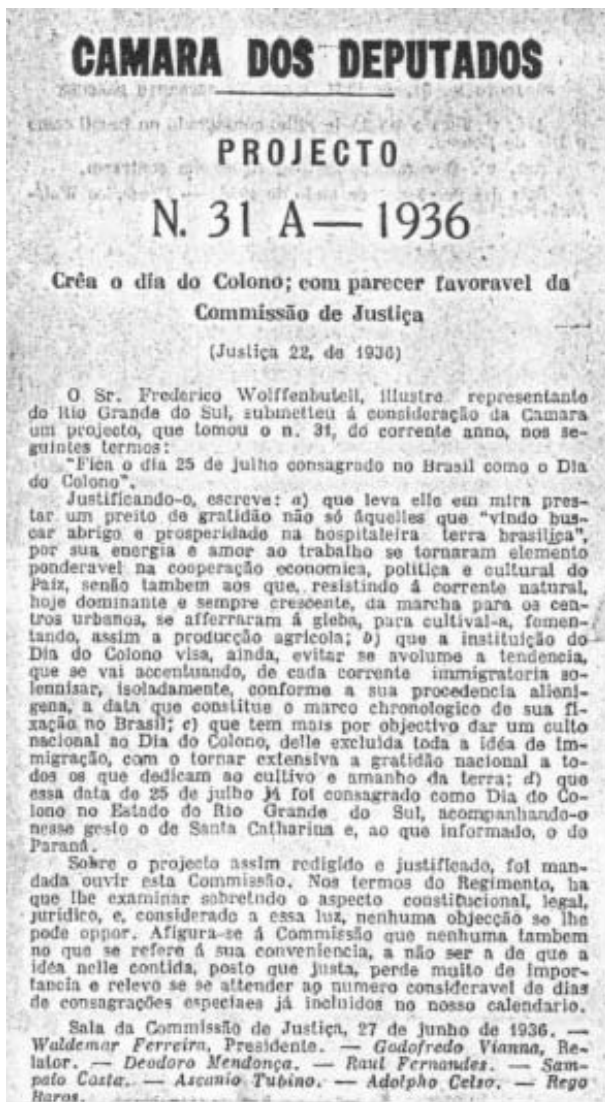 CAMARA DOS DEPUTADOS
PROJECTO
N. 31 A — 1936
Crêa o dia do Colono; com parecer favoravel da
Commissão de Justiça
(Justiça 22, de 1936)
O Sr. Frederico Wolffenbutell, illustre representante
do Rio Grande do Sul, submetteu á consideração da Camara
um projecto, que tomou o n. 31, do corrente anno, nos se-
guintes termos:
"Fica o dia 25 de julho consagrado no Brasil como o Dia
do Colono".
Justificando-o, escreve: a) que leva elle em mira pres-
tar um preito de gratidão não só áquelles que "vindo bus-
car abrigo e prosperidade na hospitaleira terra brasilica",
por sua energia e amor ao trabalho se tornaram elemento
ponderavel na cooperação economica, politica e cultural do
Paiz, senão tambem aos que, resistindo á corrente natural,
hoje dominante e sempre crescente, da marcha para os cen-
tros urbanos, se afferraram á gleba, para cultival-a, fomen-
tando, assim a producção agricola; b) que a instituição do
Dia do Colono visa, ainda, evitar se avolume a tendencia,
que se vai accentuando, de cada corrente immigratoria so-
lennisar, isoladamente, conforme a sua procedencia alieni-
gena, a data que constitue o marco chronologico de sua fi-
xação no Brasil; c) que tem mais por objectivo dar um culto
nacional ao Dia do Colono, delle excluida toda a idéa de im-
migração, com o tornar extensiva a gratidão nacional a to-
dos os que dedicam ao cultivo e amanho da terra; d) que
essa data de 25 de julho já foi consagrado como Dia do Co-
lono no Estado do Rio Grande do Sul, acompanhando-o
nesse gesto o de Santa Catharina e, ao que informado, o do
Paraná.
Sobre o projecto assim redigido e justificado, foi man-
dada ouvir esta Commissão. Nos termos do Regimento, ha
que lhe examinar sobretudo o aspecto constitucional, legal,
juridico, e, considerado a essa luz, nenhuma objecção se lhe
pode oppor. Afigura-se á Commissão que nenhuma tambem
no que se refere á sua conveniencia, a não ser a de que a
idéa nelle contida, posto que justa, perde muito de impor-
tancia e relevo se se attender ao numero consideravel de dias
de consagrações especiaes já incluidos no nosso calendario.
Sala da Commissão de Justiça, 27 de junho de 1936. —
Waldemar Ferreira, Presidente. — Godofredo Vianna, Re-
lator. — Deodoro Mendonça. — Raul Fernandes. — Sam-
paio Costa. — Ascanio Tubino. — Adolpho Celso. — Rego
Baros.